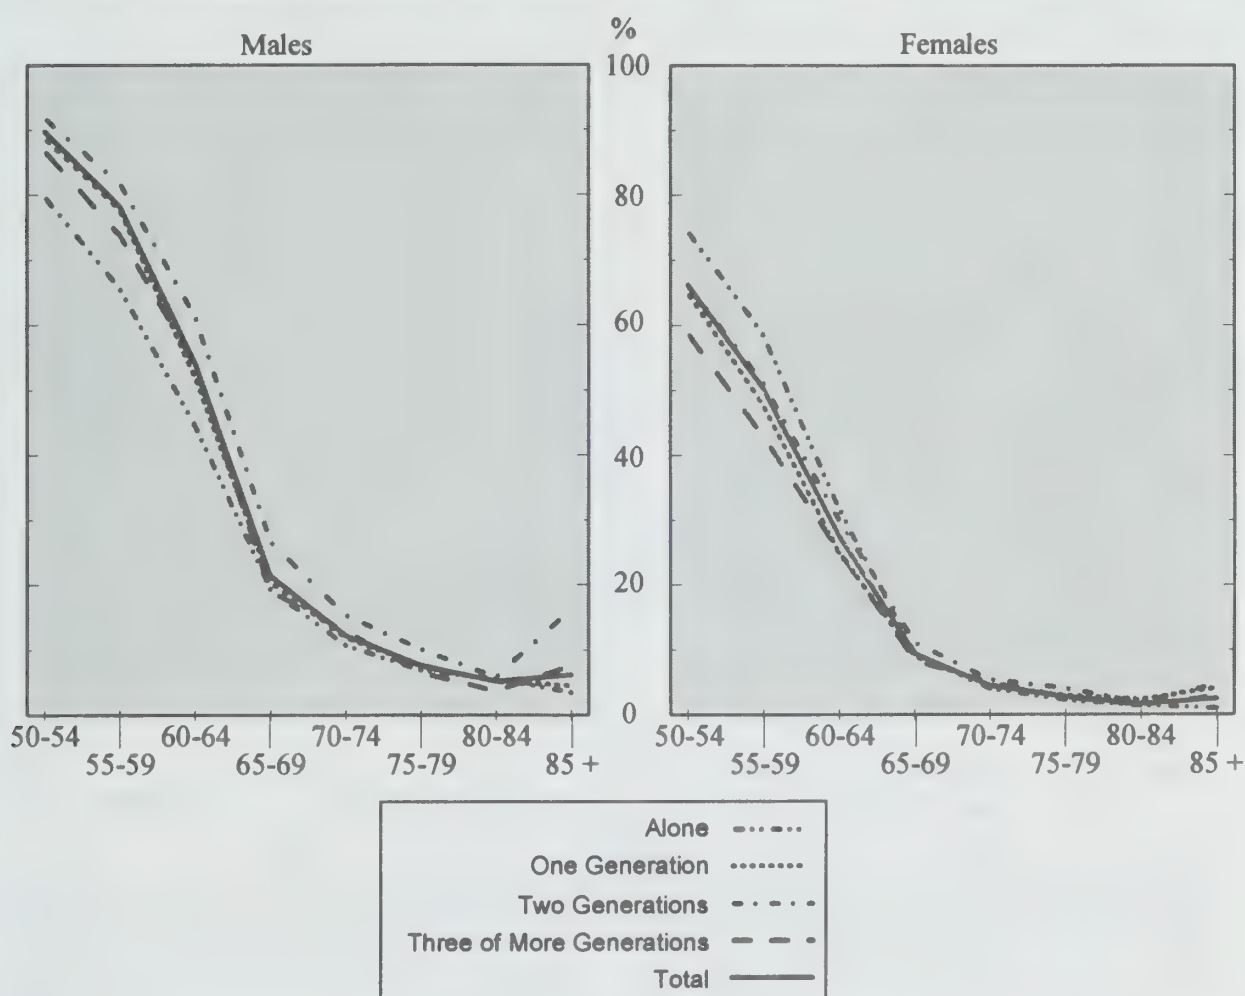 %
Males
Females
100
80
60
40
20
0
50-54 60-64 70-74 80-84
55-59 65-69 75-79 85 +
50-54 60-64 70-74 80-84
55-59 65-69 75-79 85 +
Alone
One Generation
Two Generations
Three of More Generations
Total